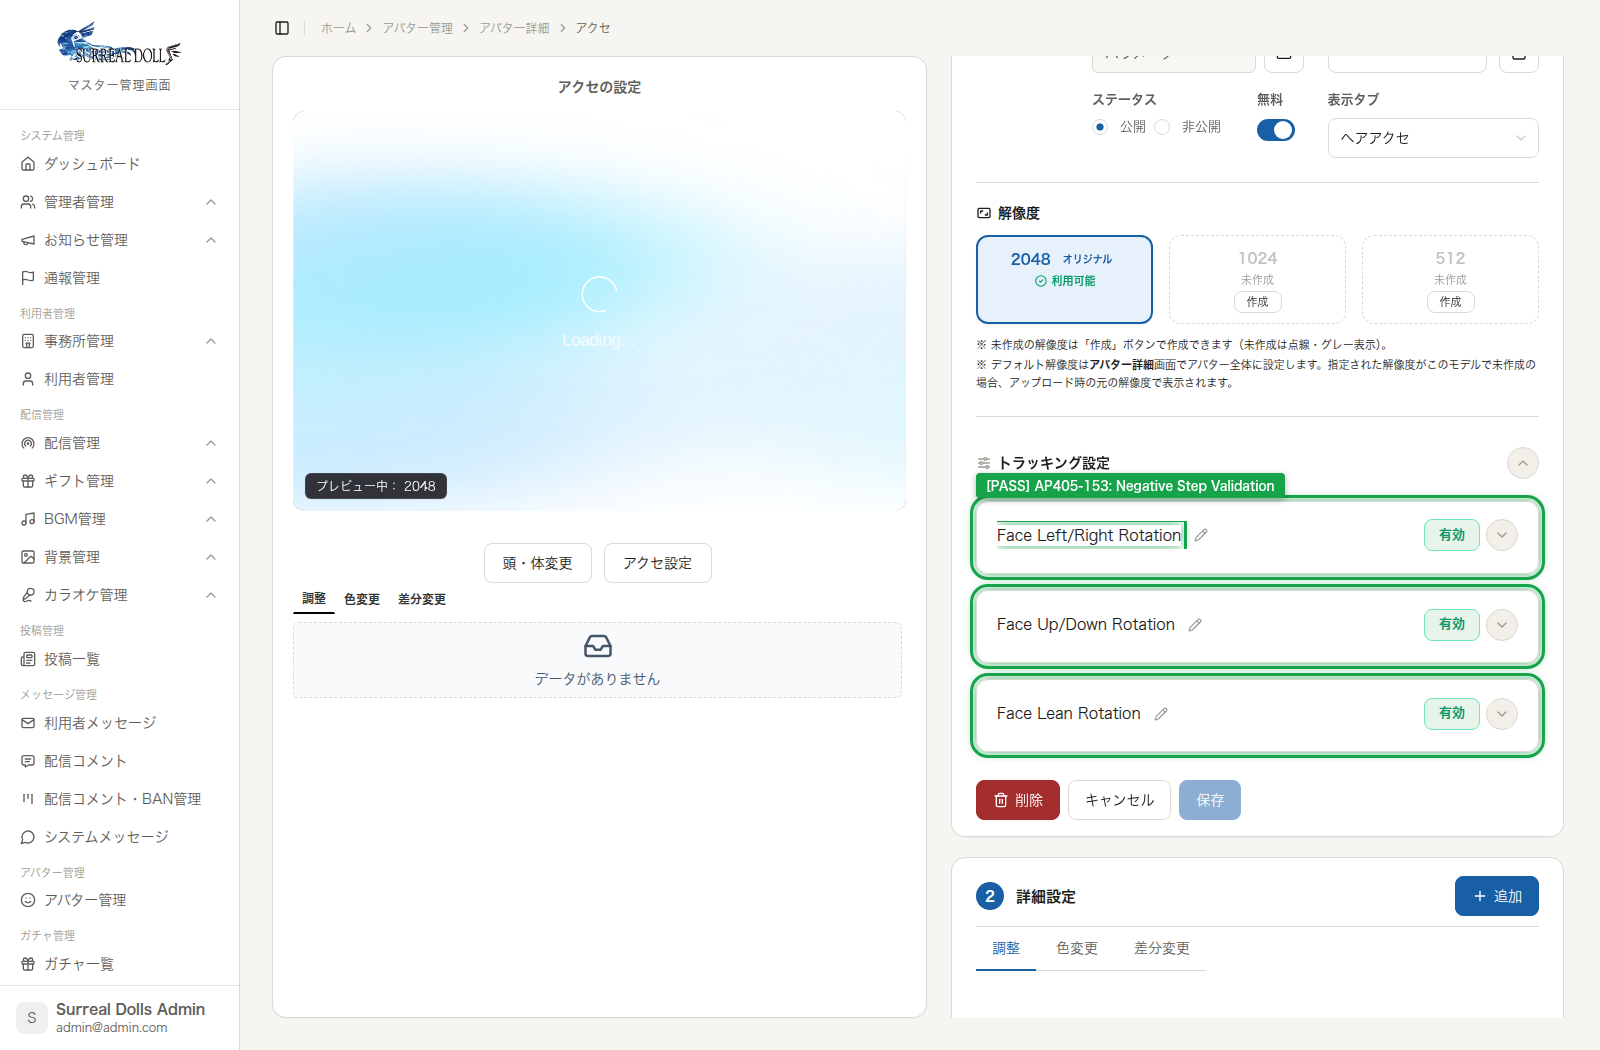 SURREAL DOLL
マスター管理画面
システム管理
ダッシュボード
管理者管理
お知らせ管理
通報管理
利用者管理
事務所管理
利用者管理
配信管理
配信管理
ギフト管理
BGM管理
背景管理
カラオケ管理
投稿管理
投稿一覧
メッセージ管理
利用者メッセージ
配信コメント
配信コメント・BAN管理
システムメッセージ
アバター管理
アバター管理
ガチャ管理
ガチャ一覧
S
Surreal Dolls Admin
admin@admin.com
ホーム > アバター管理 > アバター詳細 > アクセ
アクセの設定
Loading...
プレビュー中： 2048
頭・体変更
アクセ設定
調整
色変更
差分変更
データがありません
ステータス
公開
非公開
無料
表示タブ
ヘアアクセ
解像度
2048 オリジナル
利用可能
1024
未作成
作成
512
未作成
作成
※ 未作成の解像度は「作成」ボタンで作成できます（未作成は点線・グレー表示）。
※ デフォルト解像度はアバター詳細画面でアバター全体に設定します。指定された解像度がこのモデルで未作成の
場合、アップロード時の元の解像度で表示されます。
トラッキング設定
[PASS] AP405-153: Negative Step Validation
Face Left/Right Rotation
有効
Face Up/Down Rotation
有効
Face Lean Rotation
有効
削除
キャンセル
保存
2 詳細設定
+ 追加
調整
色変更
差分変更